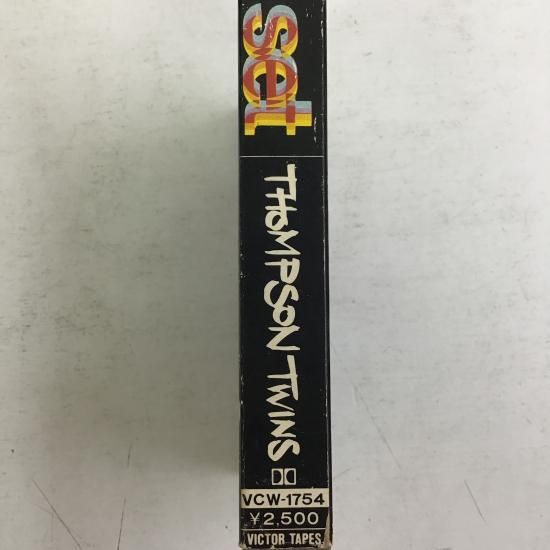 set
THOMPSON TWINS
VCW-1754
¥2,500
VICTOR TAPES